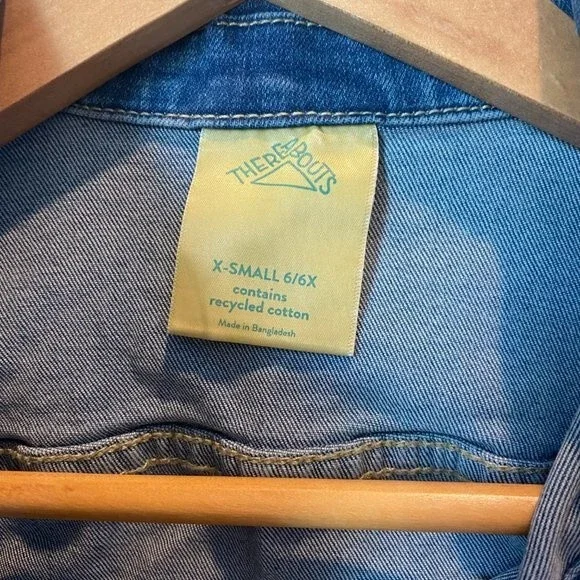 THEREABOUTS
X-SMALL 6/6X
contains
recycled cotton
Made in Bangladesh